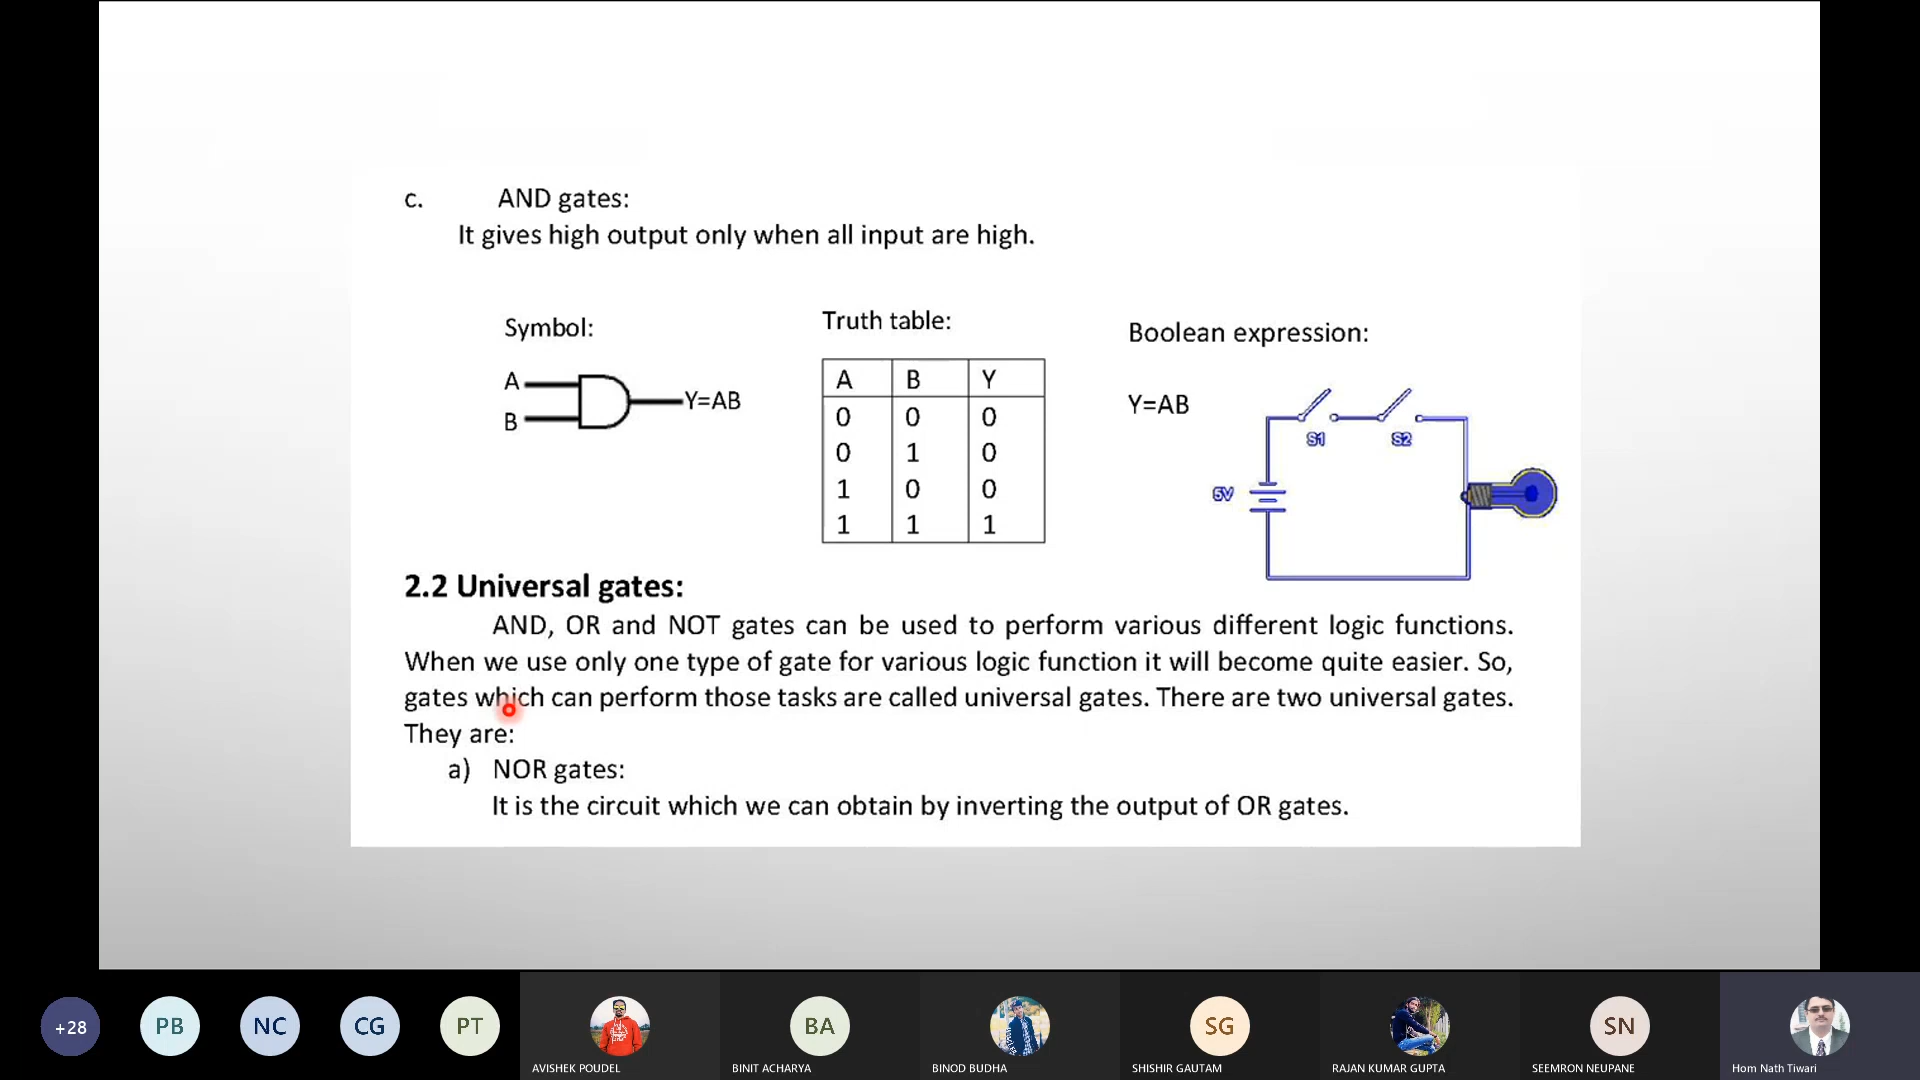 c. AND gates:
It gives high output only when all input are high.
Symbol:
A
B
Y=AB
Truth table:
A B Y
0 0 0
0 1 0
1 0 0
1 1 1
Boolean expression:
Y=AB
S1 S2
5V
2.2 Universal gates:
AND, OR and NOT gates can be used to perform various different logic functions.
When we use only one type of gate for various logic function it will become quite easier. So,
gates which can perform those tasks are called universal gates. There are two universal gates.
They are:
a) NOR gates:
It is the circuit which we can obtain by inverting the output of OR gates.
+28 PB NC CG PT BA SG SN
AVISHEK POUDEL BINIT ACHARYA BINOD BUDHA SHISHIR GAUTAM RAJAN KUMAR GUPTA SEEMRON NEUPANE Hom Nath Tiwari